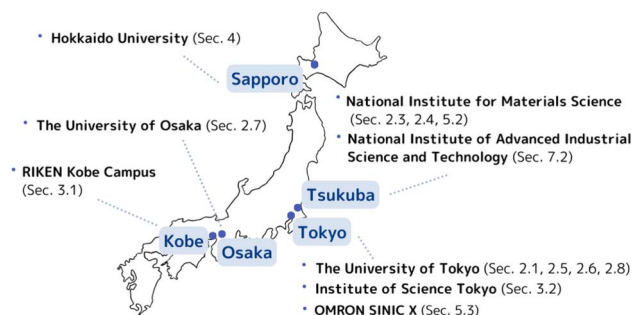 • Hokkaido University (Sec. 4)
Sapporo
• National Institute for Materials Science
(Sec. 2.3, 2.4, 5.2)
• National Institute of Advanced Industrial
Science and Technology (Sec. 7.2)
• The University of Osaka (Sec. 2.7)
• RIKEN Kobe Campus
(Sec. 3.1)
Tsukuba
Tokyo
Kobe
Osaka
• The University of Tokyo (Sec. 2.1, 2.5, 2.6, 2.8)
• Institute of Science Tokyo (Sec. 3.2)
• OMRON SINIC X (Sec. 5.3)